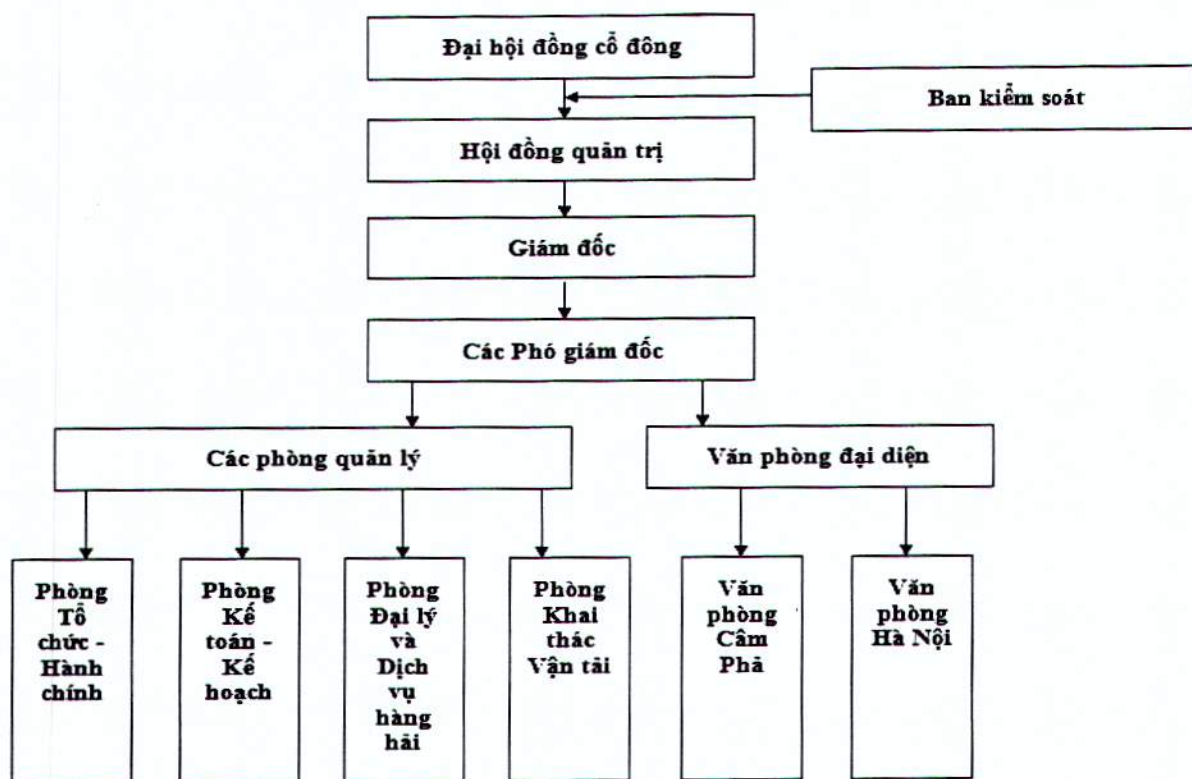 Đại hội đồng cổ đông
Ban kiểm soát
Hội đồng quản trị
Giám đốc
Các Phó giám đốc
Các phòng quản lý
Văn phòng đại diện
Phòng
Tổ
chức -
Hành
chính
Phòng
Kế
toán -
Kế
hoạch
Phòng
Đại lý
và
Dịch
vụ
hàng
hải
Phòng
Khai
thác
Vận tải
Văn
phòng
Cẩm
Phả
Văn
phòng
Hà Nội